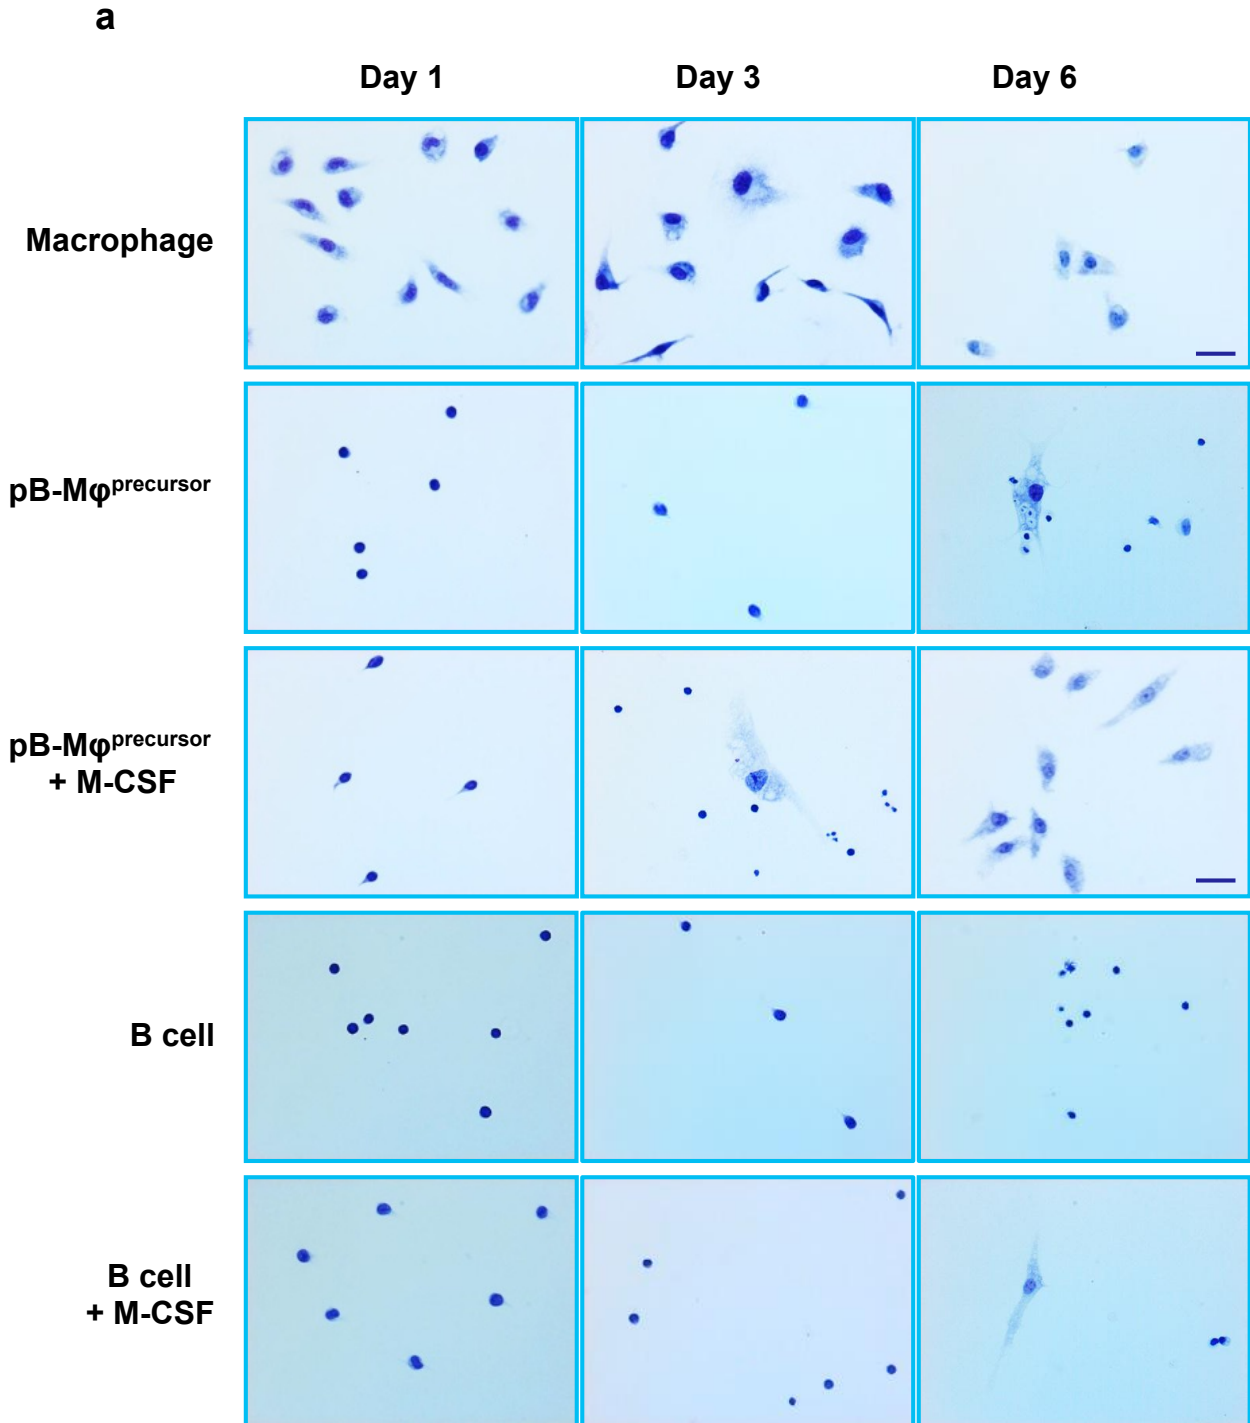 a
Day 1 Day 3 Day 6
Macrophage
pB-Mφprecursor
pB-Mφprecursor
+ M-CSF
B cell
B cell
+ M-CSF